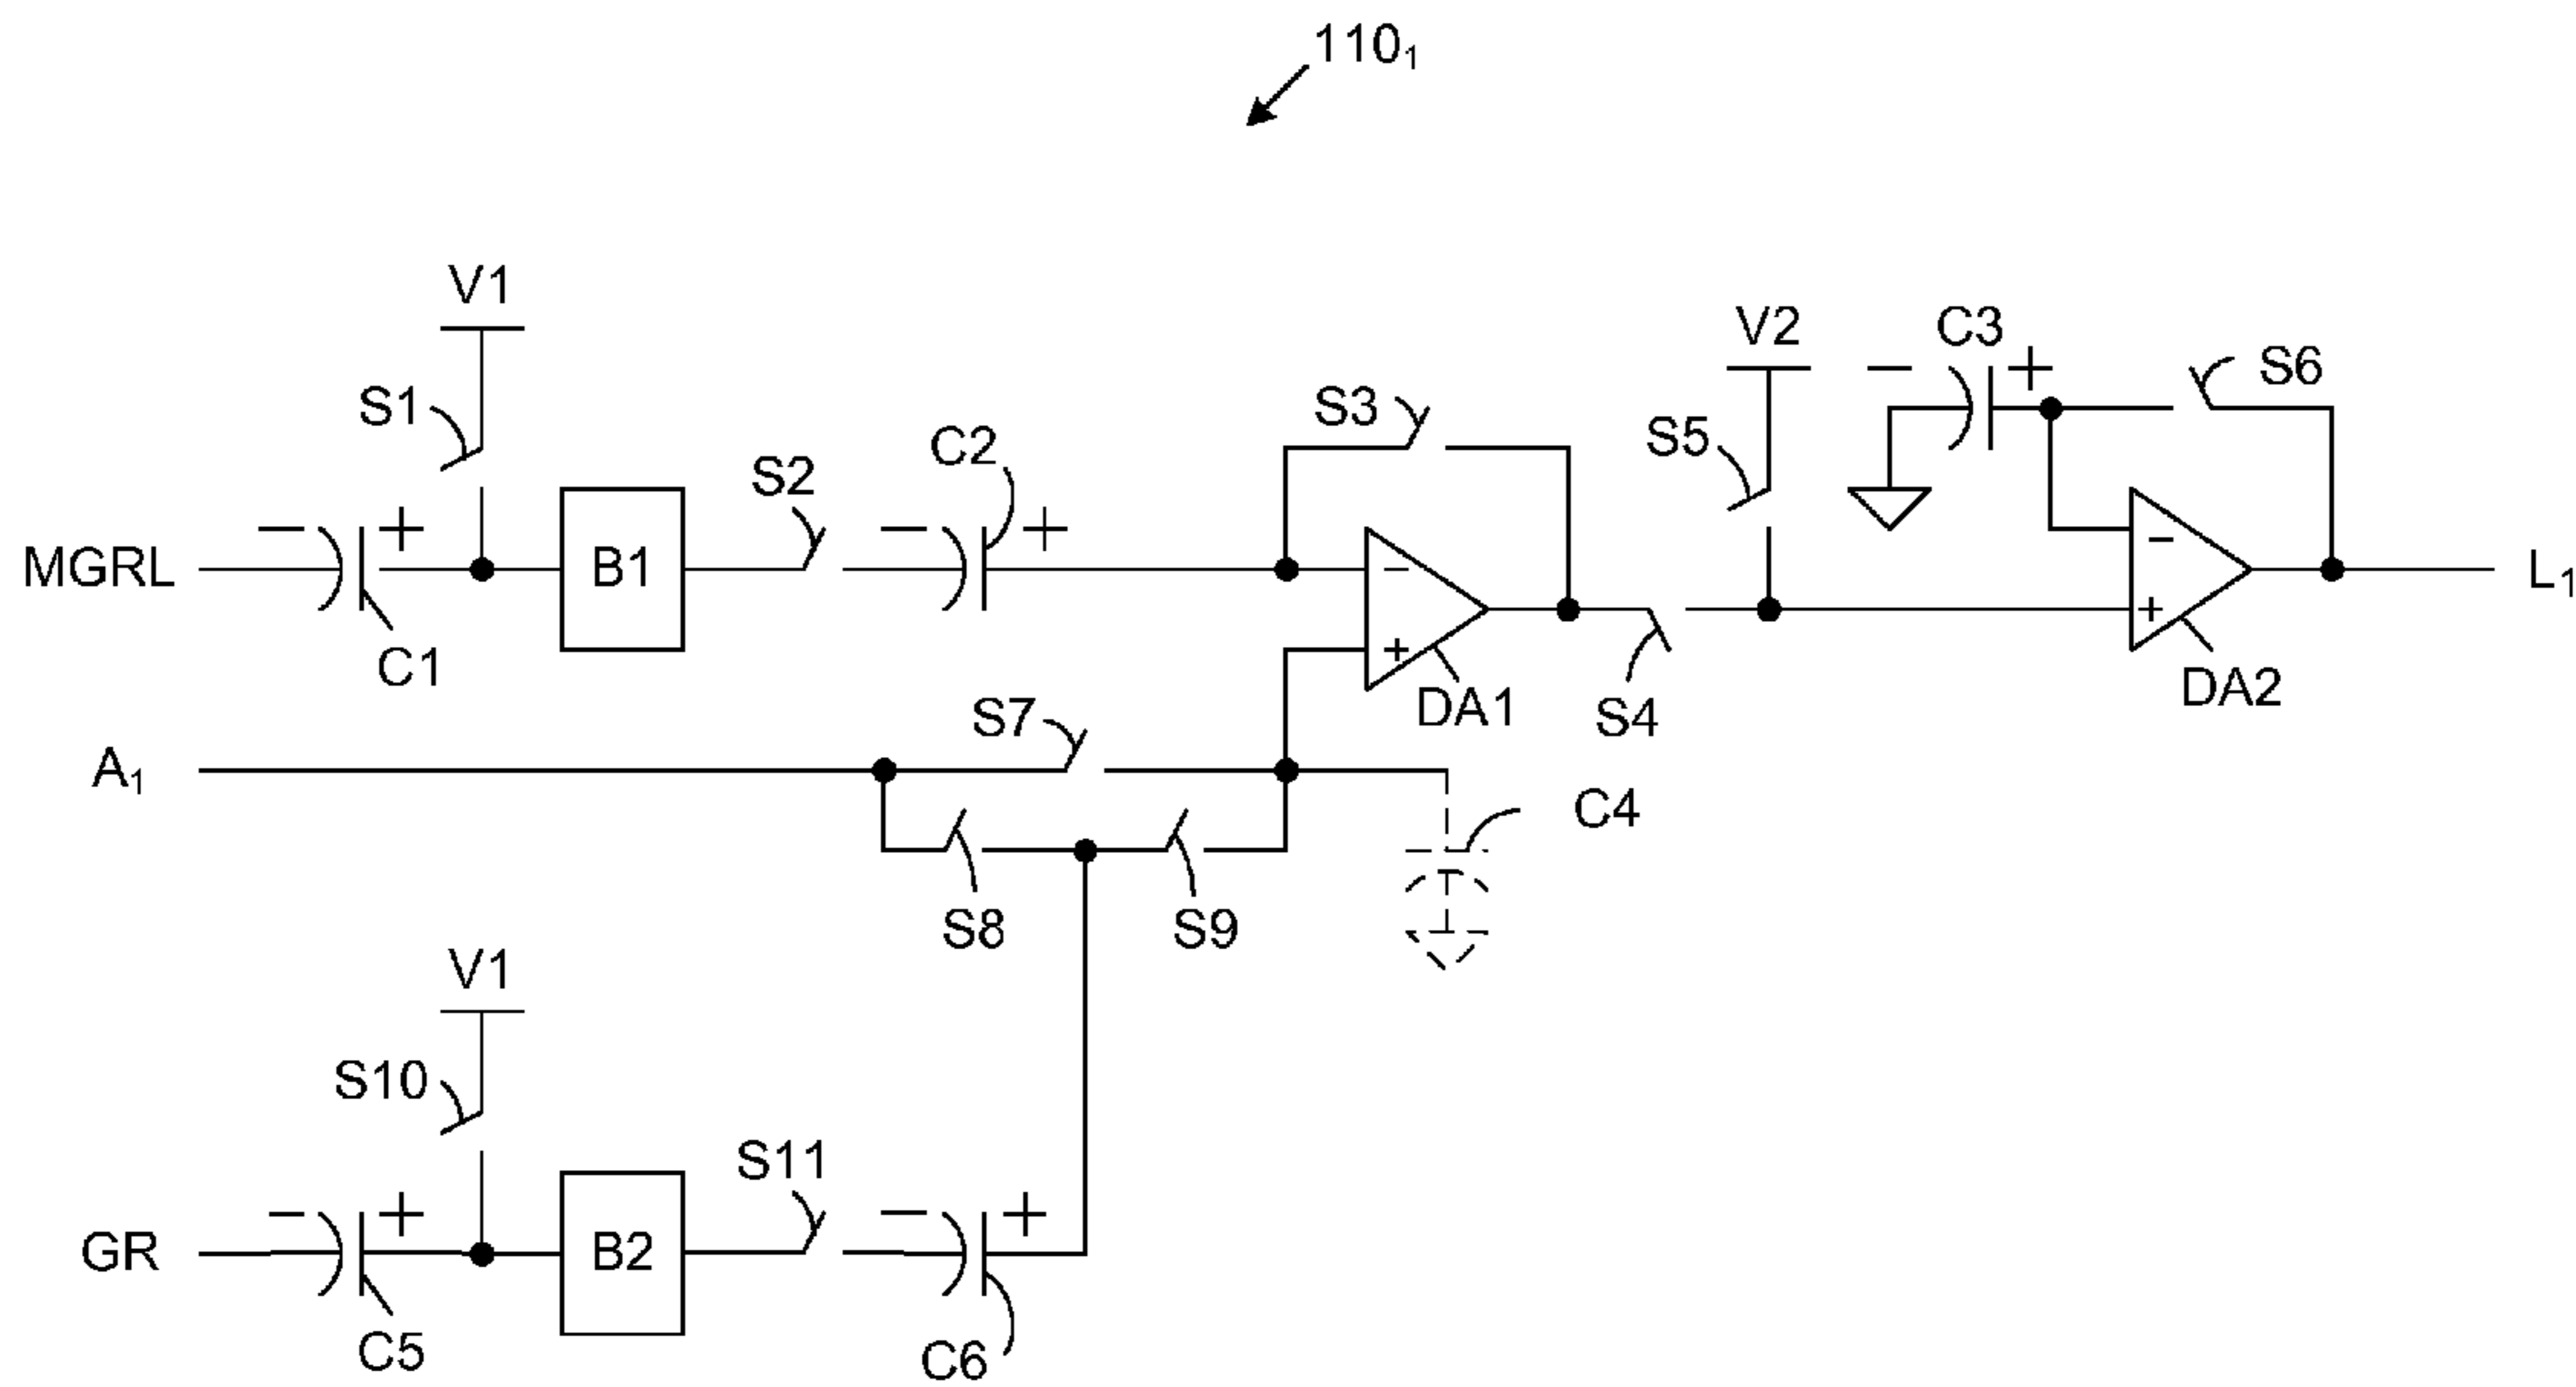 110₁
V1
V2
C3
S6
S1
S3
S5
C2
S2
− + − + − +
MGRL
B1
−
−
L₁
C1
+
+
DA1
S4
DA2
S7
A₁
C4
S8
S9
V1
S10
S11
− + − +
GR
B2
C5
C6